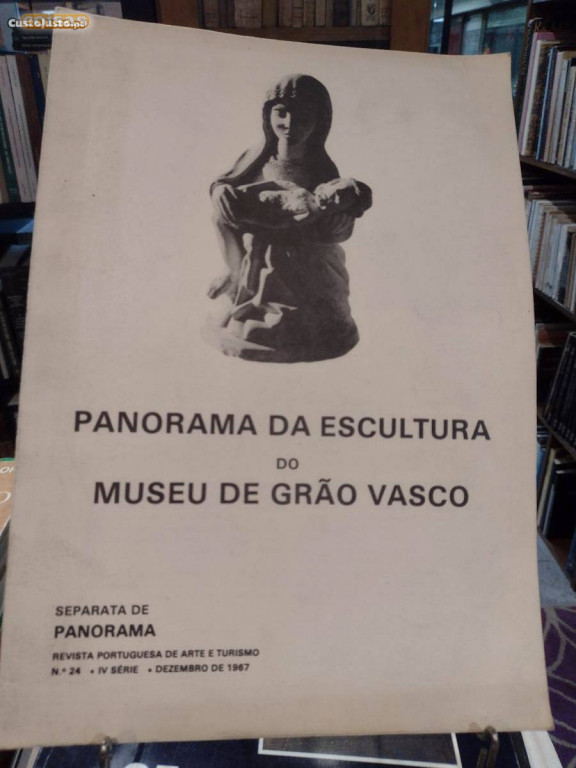 CustoJusto.pt
PANORAMA DA ESCULTURA
DO
MUSEU DE GRÃO VASCO
SEPARATA DE
PANORAMA
REVISTA PORTUGUESA DE ARTE E TURISMO
N.º 24 • IV SÉRIE • DEZEMBRO DE 1967